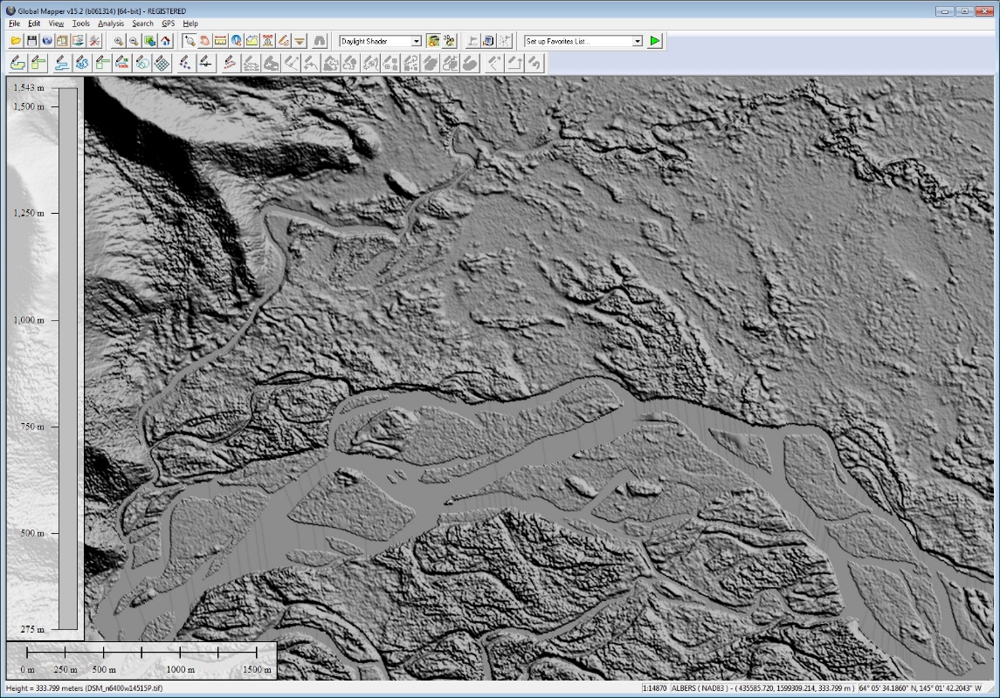 Global Mapper v15.2 (b061314) [64-bit] - REGISTERED
File Edit View Tools Analysis Search GPS Help
Daylight Shader
Set up Favorites List...
1,543 m
1,500 m
1,250 m
1,000 m
750 m
500 m
275 m
0 m 250 m 500 m 1000 m 1500 m
Height = 333.799 meters (DSM_n6400w14515P.tif)
1:14870 ALBERS ( NAD83 ) - ( 435585.720, 1599309.214, 333.799 m ) 64° 05' 34.1860" N, 145° 01' 42.2043" W